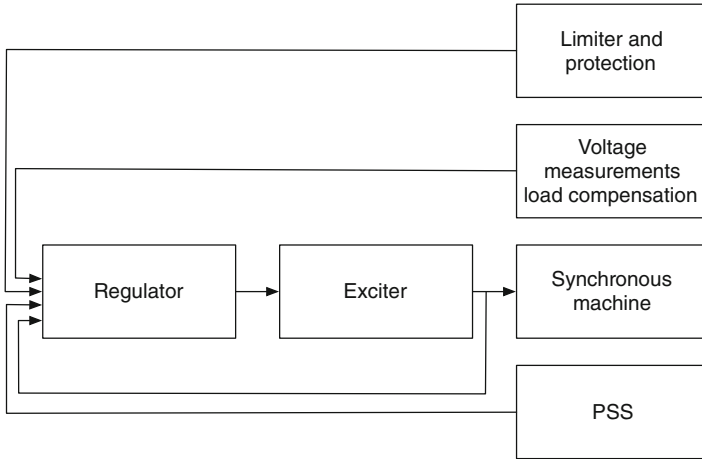 Limiter and
protection
Voltage
measurements
load compensation
Regulator
Exciter
Synchronous
machine
PSS